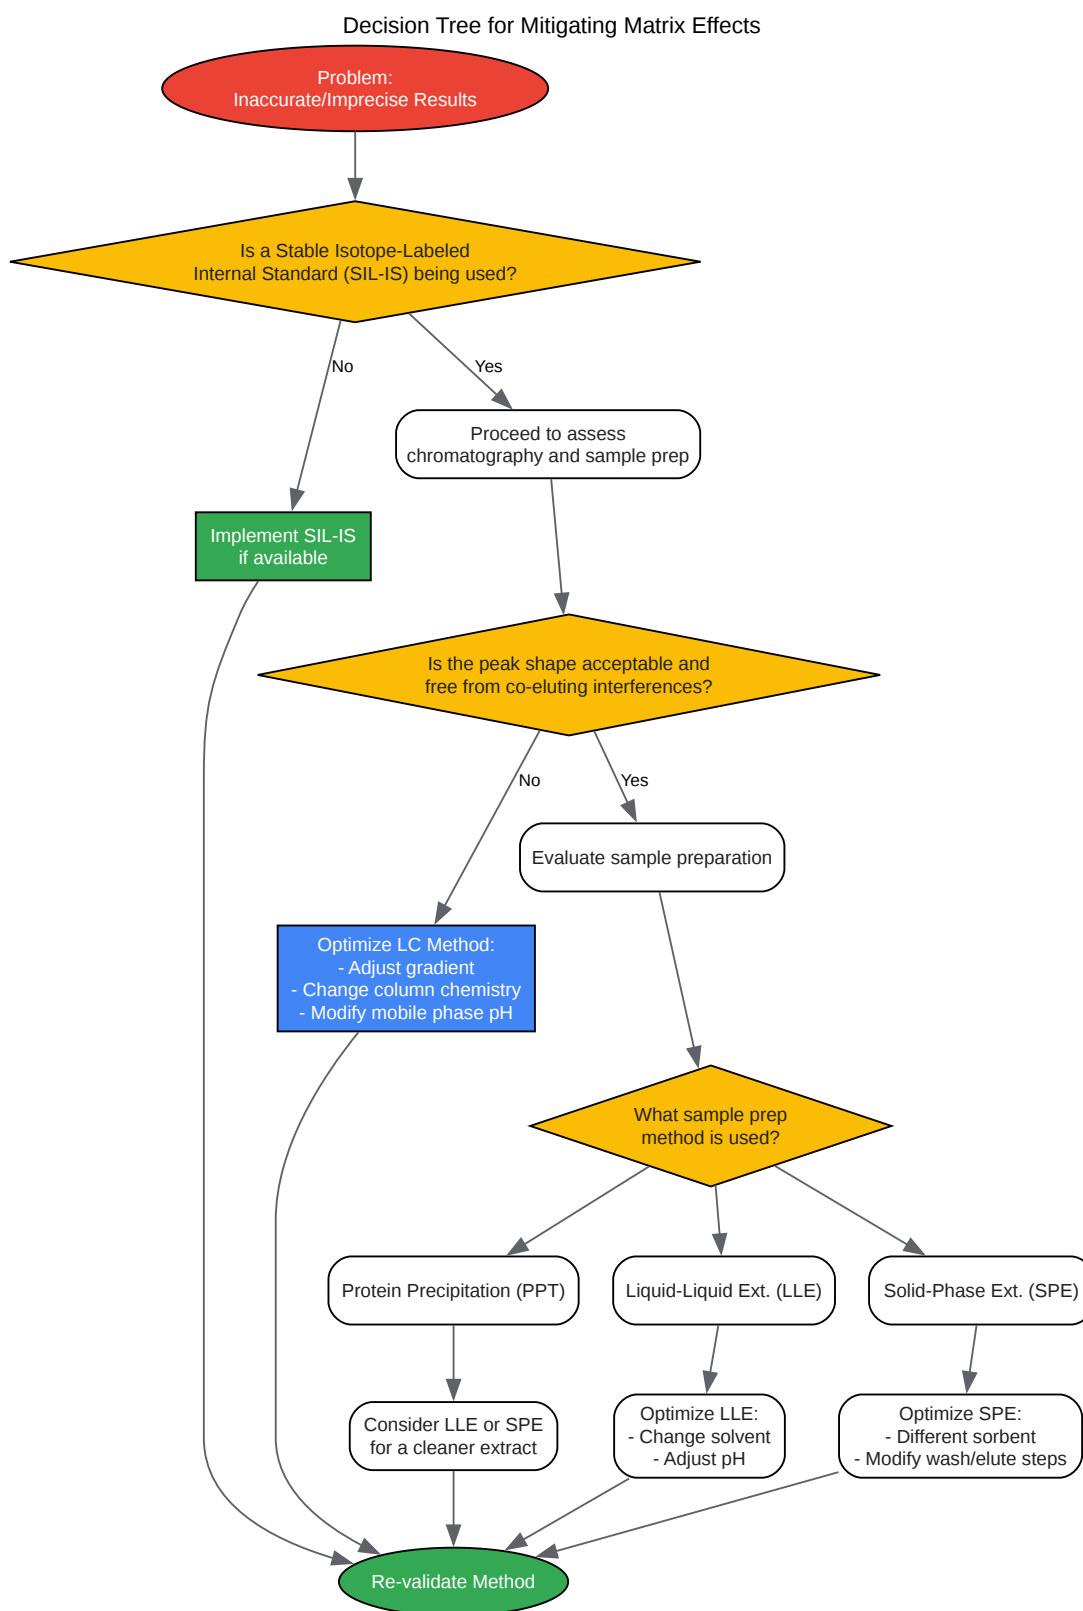 Decision Tree for Mitigating Matrix Effects
Problem:
Inaccurate/Imprecise Results
Is a Stable Isotope-Labeled
Internal Standard (SIL-IS) being used?
No
Yes
Proceed to assess
chromatography and sample prep
Implement SIL-IS
if available
Is the peak shape acceptable and
free from co-eluting interferences?
No
Yes
Evaluate sample preparation
Optimize LC Method:
- Adjust gradient
- Change column chemistry
- Modify mobile phase pH
What sample prep
method is used?
Protein Precipitation (PPT)
Liquid-Liquid Ext. (LLE)
Solid-Phase Ext. (SPE)
Consider LLE or SPE
for a cleaner extract
Optimize LLE:
- Change solvent
- Adjust pH
Optimize SPE:
- Different sorbent
- Modify wash/elute steps
Re-validate Method